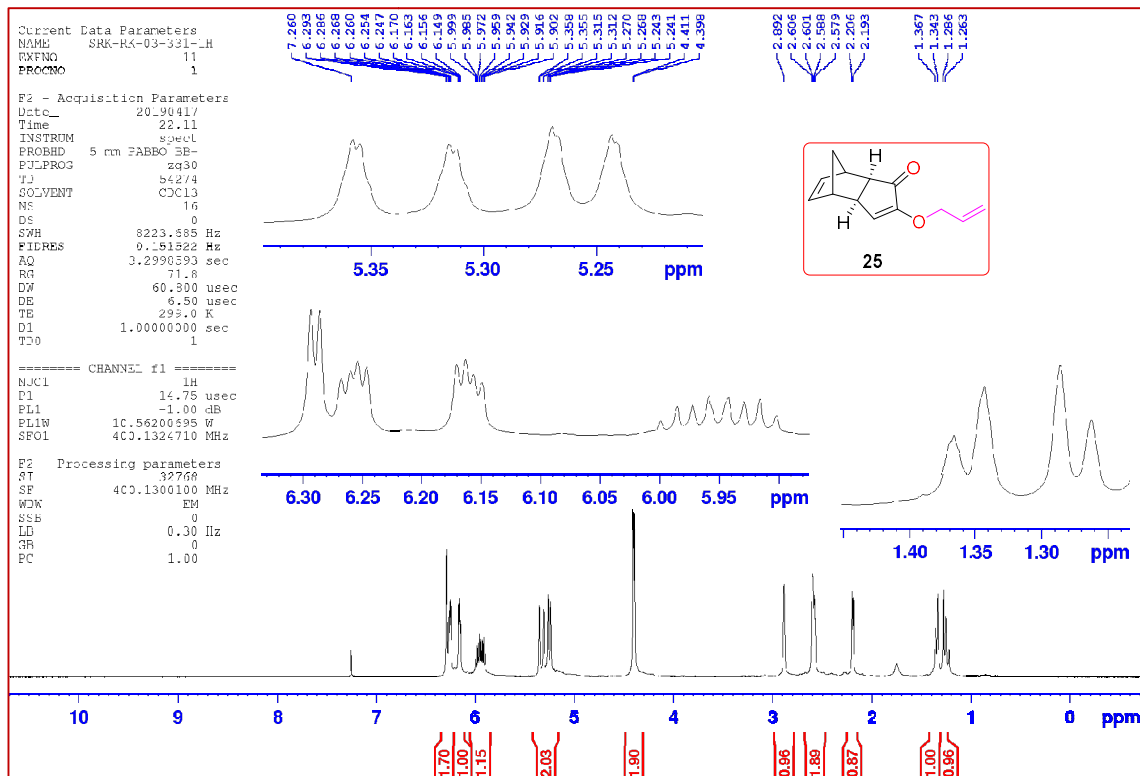 Current Data Parameters
NAME SRK-RK-03-331-1H
EXPNO 11
PROCNO 1
F2 - Acquisition Parameters
Date_ 20190417
Time 22.11
INSTRUM spect
PROBHD 5 mm PABBO BB-
PULPROG zg30
TD 54274
SOLVENT CDCl3
NS 16
DS 0
SWH 8223.685 Hz
FIDRES 0.151522 Hz
AQ 3.2998593 sec
RG 71.8
DW 60.800 usec
DE 6.50 usec
TE 299.0 K
D1 1.00000000 sec
TD0 1
======== CHANNEL f1 ========
NUC1 1H
P1 14.75 usec
PL1 -1.00 dB
PL1W 10.56200695 W
SFO1 400.1324710 MHz
F2 Processing parameters
SI 32768
SF 400.1300100 MHz
WDW EM
SSB 0
LB 0.30 Hz
GB 0
PC 1.00
7.260
6.293
6.286
6.268
6.260
6.254
6.247
6.170
6.163
6.156
6.149
5.999
5.985
5.972
5.959
5.942
5.929
5.916
5.902
5.358
5.355
5.315
5.312
5.270
5.268
5.243
5.241
4.411
4.398
2.892
2.606
2.601
2.588
2.579
2.206
2.193
1.367
1.343
1.286
1.263
5.35 5.30 5.25 ppm
H
O
H
O
25
6.30 6.25 6.20 6.15 6.10 6.05 6.00 5.95 ppm
1.40 1.35 1.30 ppm
10 9 8 7 6 5 4 3 2 1 0 ppm
1.70
1.00
1.15
2.03
1.90
0.96
1.89
0.87
1.00
0.96